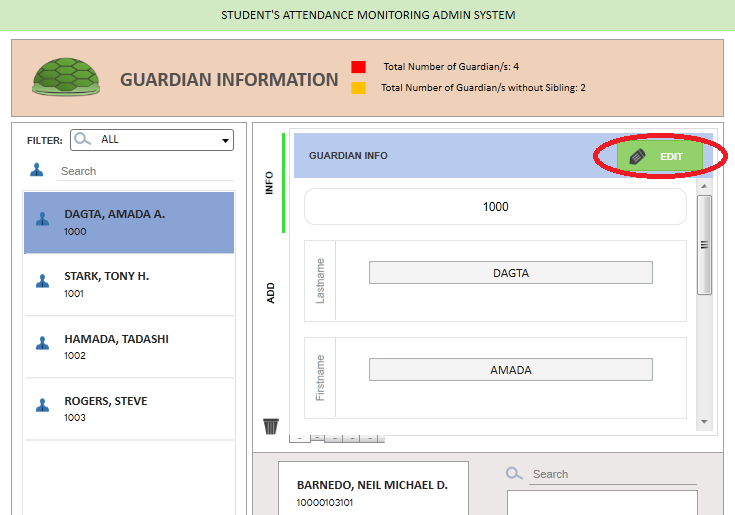 STUDENT'S ATTENDANCE MONITORING ADMIN SYSTEM
GUARDIAN INFORMATION
Total Number of Guardian/s: 4
Total Number of Guardian/s without Sibling: 2
FILTER: ALL
Search
DAGTA, AMADA A.
1000
STARK, TONY H.
1001
HAMADA, TADASHI
1002
ROGERS, STEVE
1003
INFO
ADD
GUARDIAN INFO
EDIT
1000
Lastname
DAGTA
Firstname
AMADA
BARNEDO, NEIL MICHAEL D.
10000103101
Search